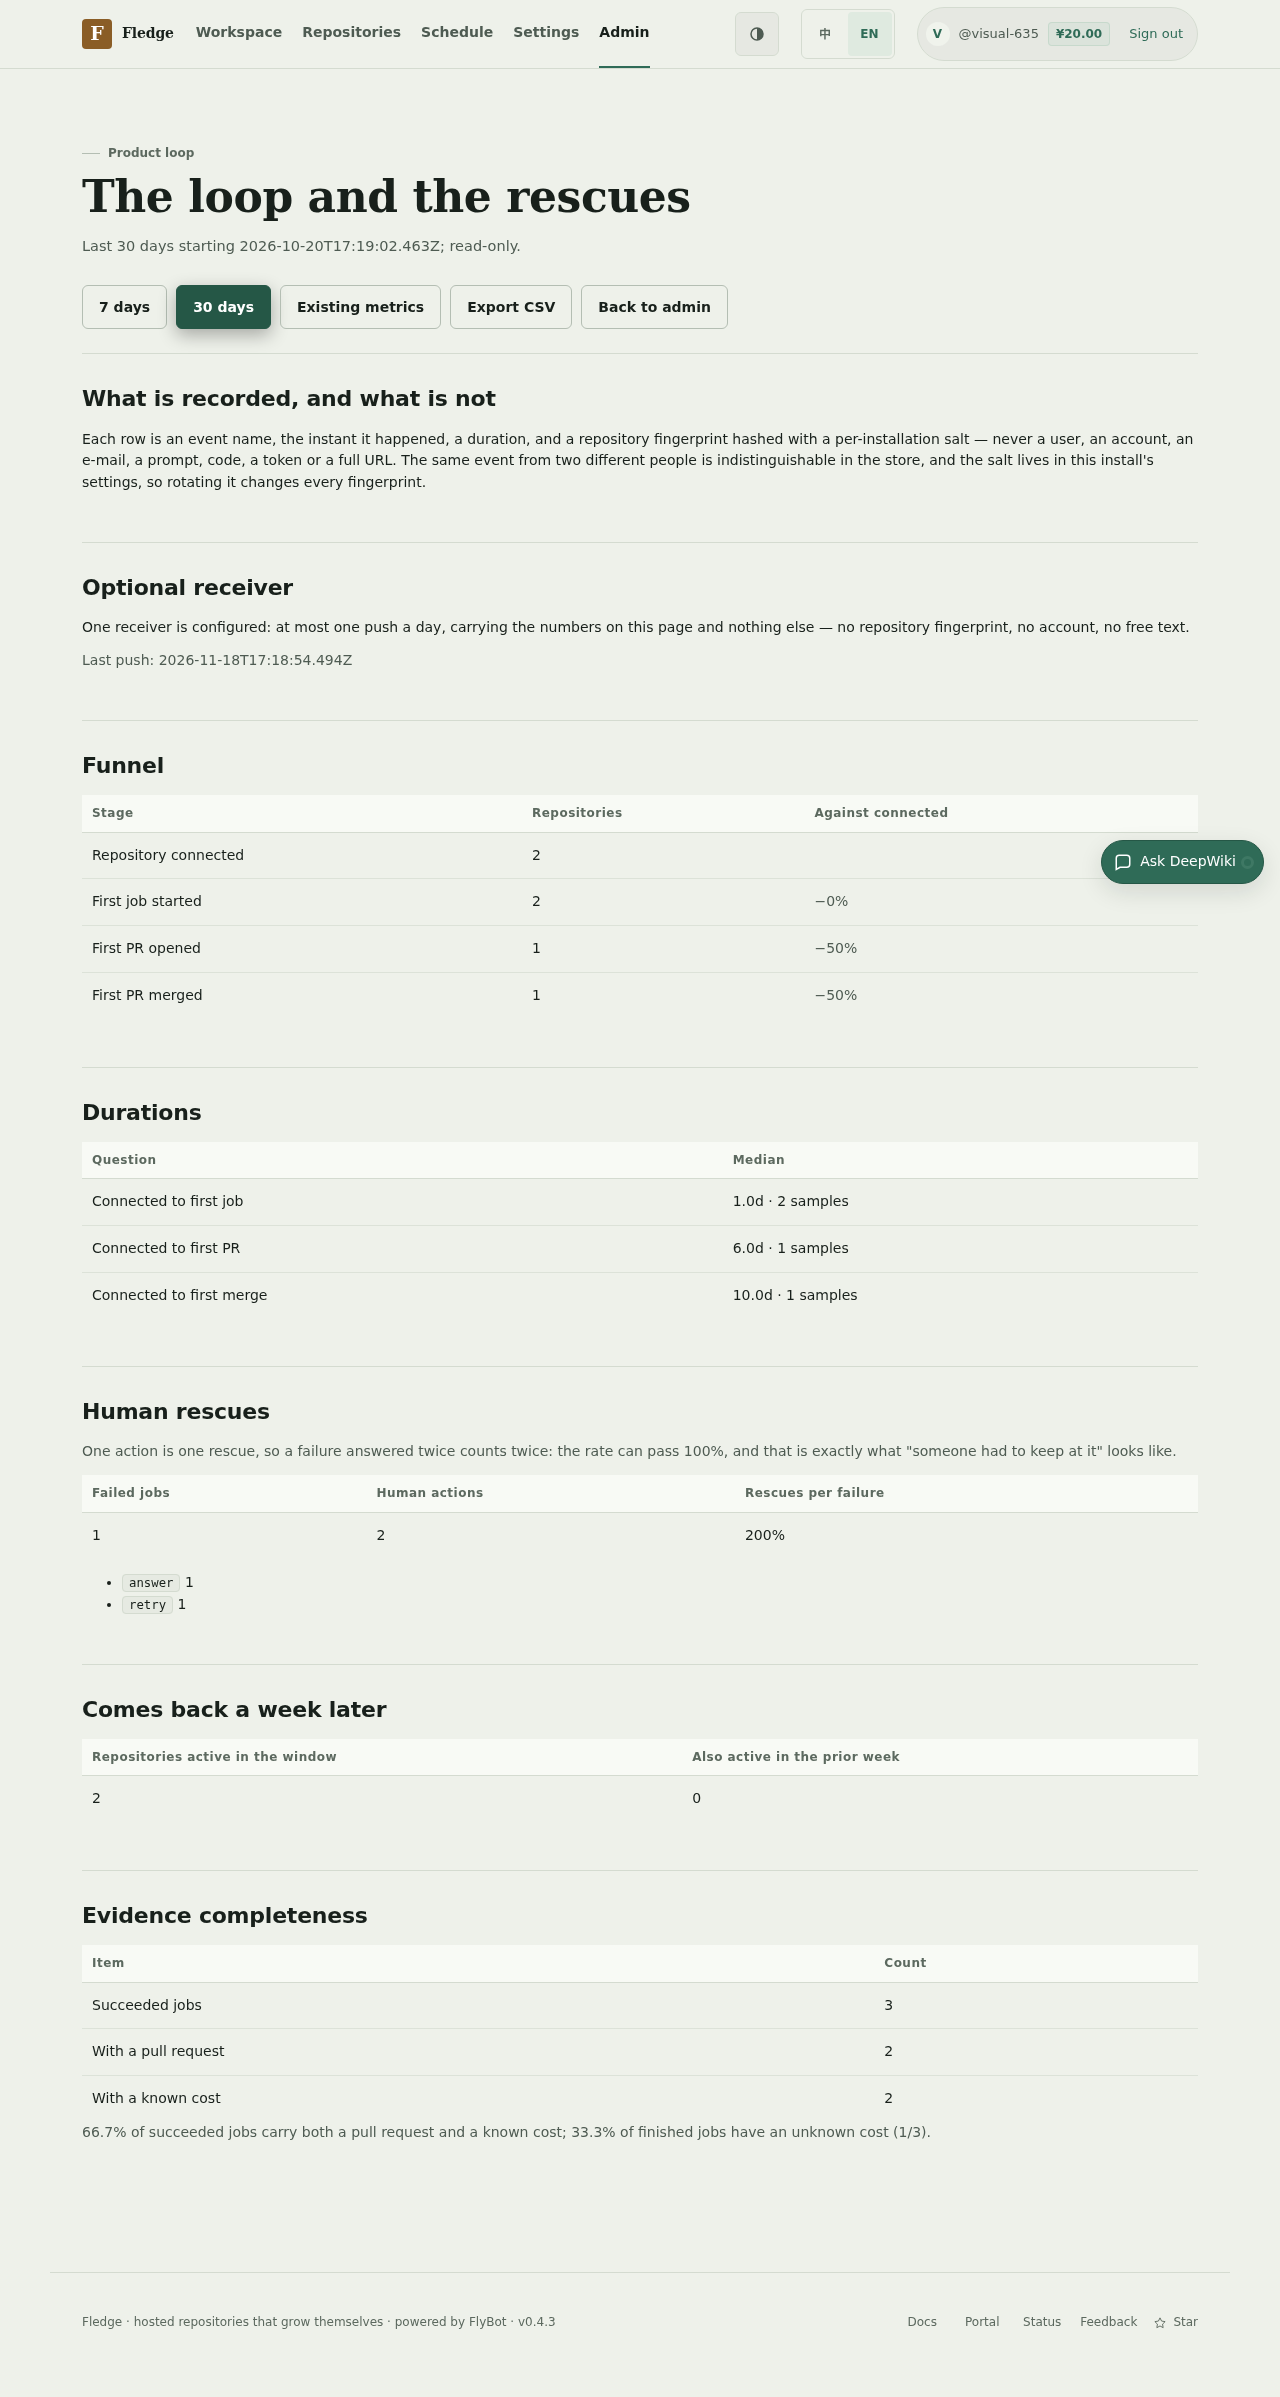 F Fledge Workspace Repositories Schedule Settings Admin 中 EN V @visual-635 ¥20.00 Sign out
Product loop
The loop and the rescues
Last 30 days starting 2026-10-20T17:19:02.463Z; read-only.
7 days 30 days Existing metrics Export CSV Back to admin
What is recorded, and what is not
Each row is an event name, the instant it happened, a duration, and a repository fingerprint hashed with a per-installation salt — never a user, an account, an
e-mail, a prompt, code, a token or a full URL. The same event from two different people is indistinguishable in the store, and the salt lives in this install's
settings, so rotating it changes every fingerprint.
Optional receiver
One receiver is configured: at most one push a day, carrying the numbers on this page and nothing else — no repository fingerprint, no account, no free text.
Last push: 2026-11-18T17:18:54.494Z
Funnel
Stage Repositories Against connected
Repository connected 2
Ask DeepWiki
First job started 2 −0%
First PR opened 1 −50%
First PR merged 1 −50%
Durations
Question Median
Connected to first job 1.0d · 2 samples
Connected to first PR 6.0d · 1 samples
Connected to first merge 10.0d · 1 samples
Human rescues
One action is one rescue, so a failure answered twice counts twice: the rate can pass 100%, and that is exactly what "someone had to keep at it" looks like.
Failed jobs Human actions Rescues per failure
1 2 200%
• answer 1
• retry 1
Comes back a week later
Repositories active in the window Also active in the prior week
2 0
Evidence completeness
Item Count
Succeeded jobs 3
With a pull request 2
With a known cost 2
66.7% of succeeded jobs carry both a pull request and a known cost; 33.3% of finished jobs have an unknown cost (1/3).
Fledge · hosted repositories that grow themselves · powered by FlyBot · v0.4.3 Docs Portal Status Feedback Star